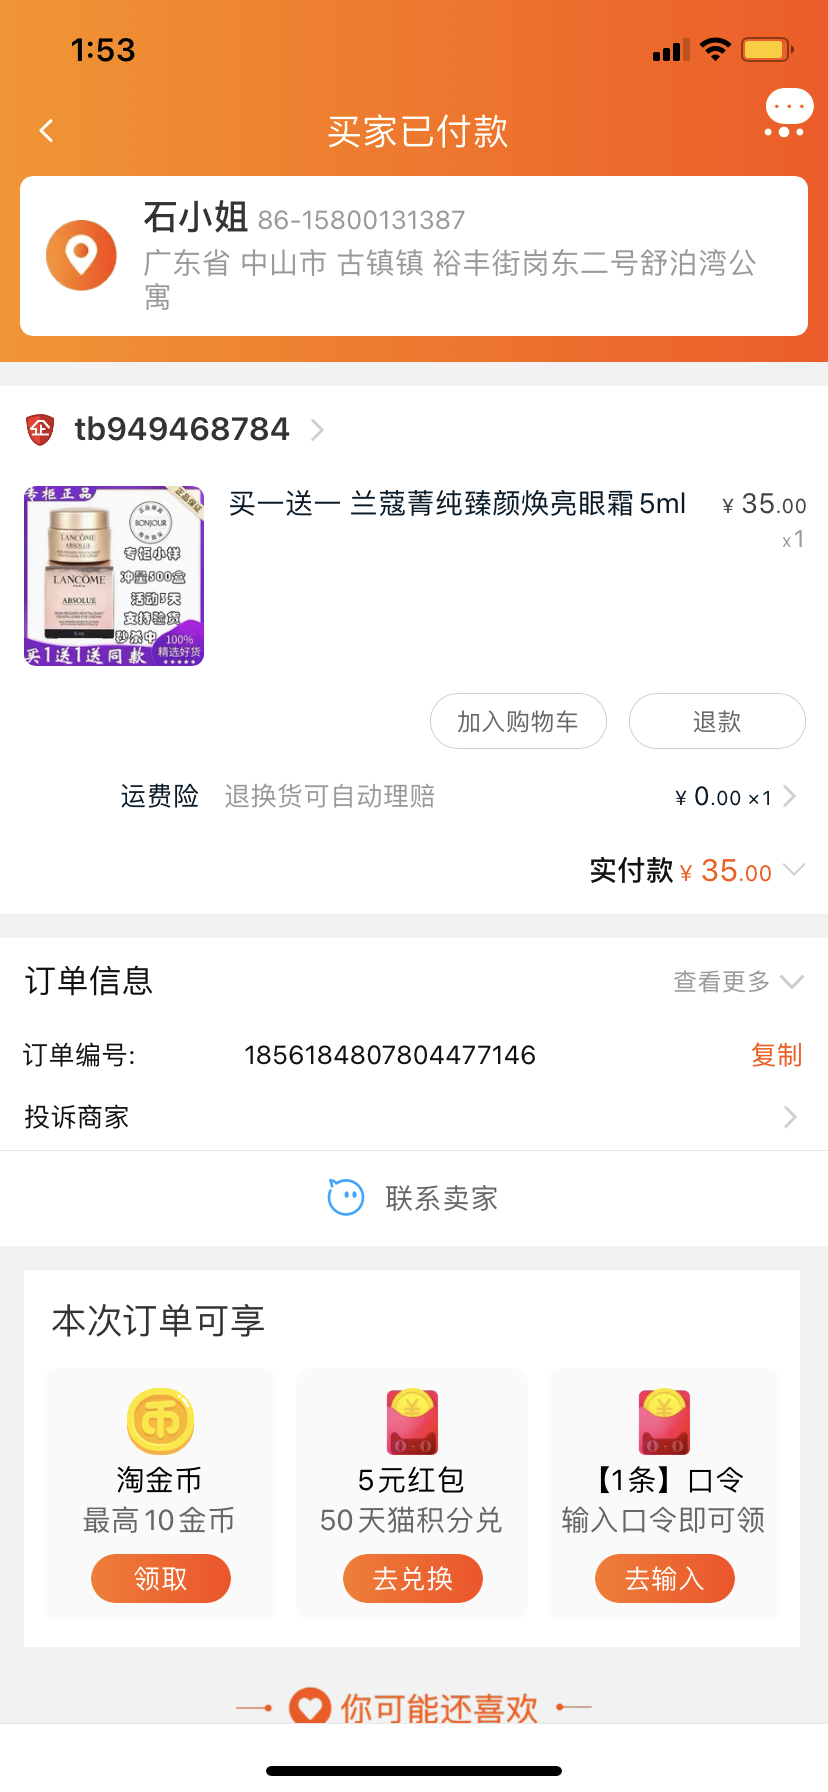 1:53
买家已付款
石小姐 86-15800131387
广东省 中山市 古镇镇 裕丰街岗东二号舒泊湾公
寓
企 tb949468784
买一送一 兰蔻菁纯臻颜焕亮眼霜5ml ¥ 35.00
x1
专柜正品
正品保证
BONJOUR
LANCÔME
ABSOLUE
专柜小样
冲量500盒
LANCÔME
PARIS
活动3天
ABSOLUE
支持验货
秒杀中
100%
精选好货
买1送1送同款
加入购物车 退款
运费险 退换货可自动理赔 ¥ 0.00 ×1
实付款 ¥ 35.00
订单信息 查看更多
订单编号: 1856184807804477146 复制
投诉商家
联系卖家
本次订单可享
币 ¥ ¥
淘金币 5元红包 【1条】口令
最高10金币 50天猫积分兑 输入口令即可领
领取 去兑换 去输入
你可能还喜欢